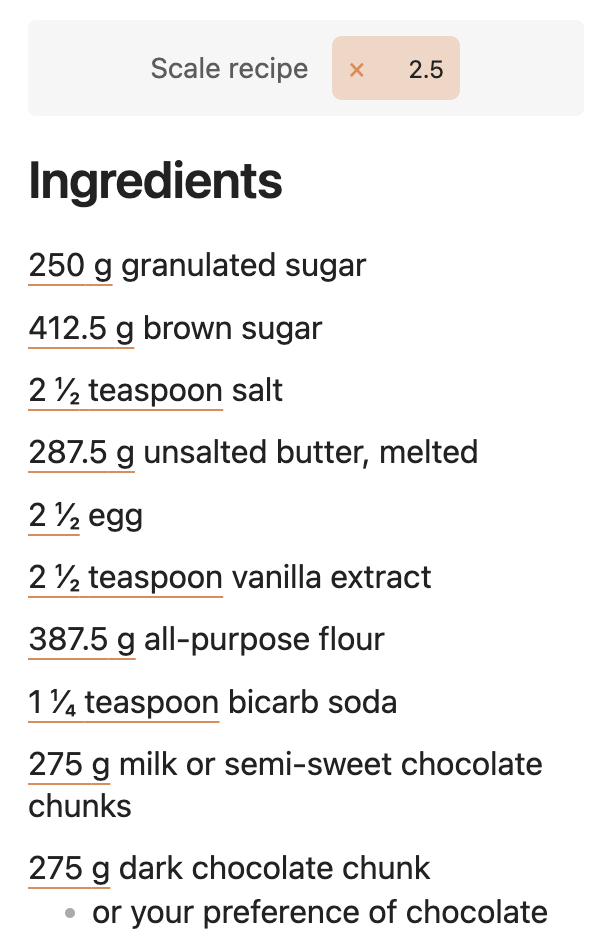 Scale recipe × 2.5
Ingredients
250 g granulated sugar
412.5 g brown sugar
2 ½ teaspoon salt
287.5 g unsalted butter, melted
2 ½ egg
2 ½ teaspoon vanilla extract
387.5 g all-purpose flour
1 ¼ teaspoon bicarb soda
275 g milk or semi-sweet chocolate
chunks
275 g dark chocolate chunk
• or your preference of chocolate